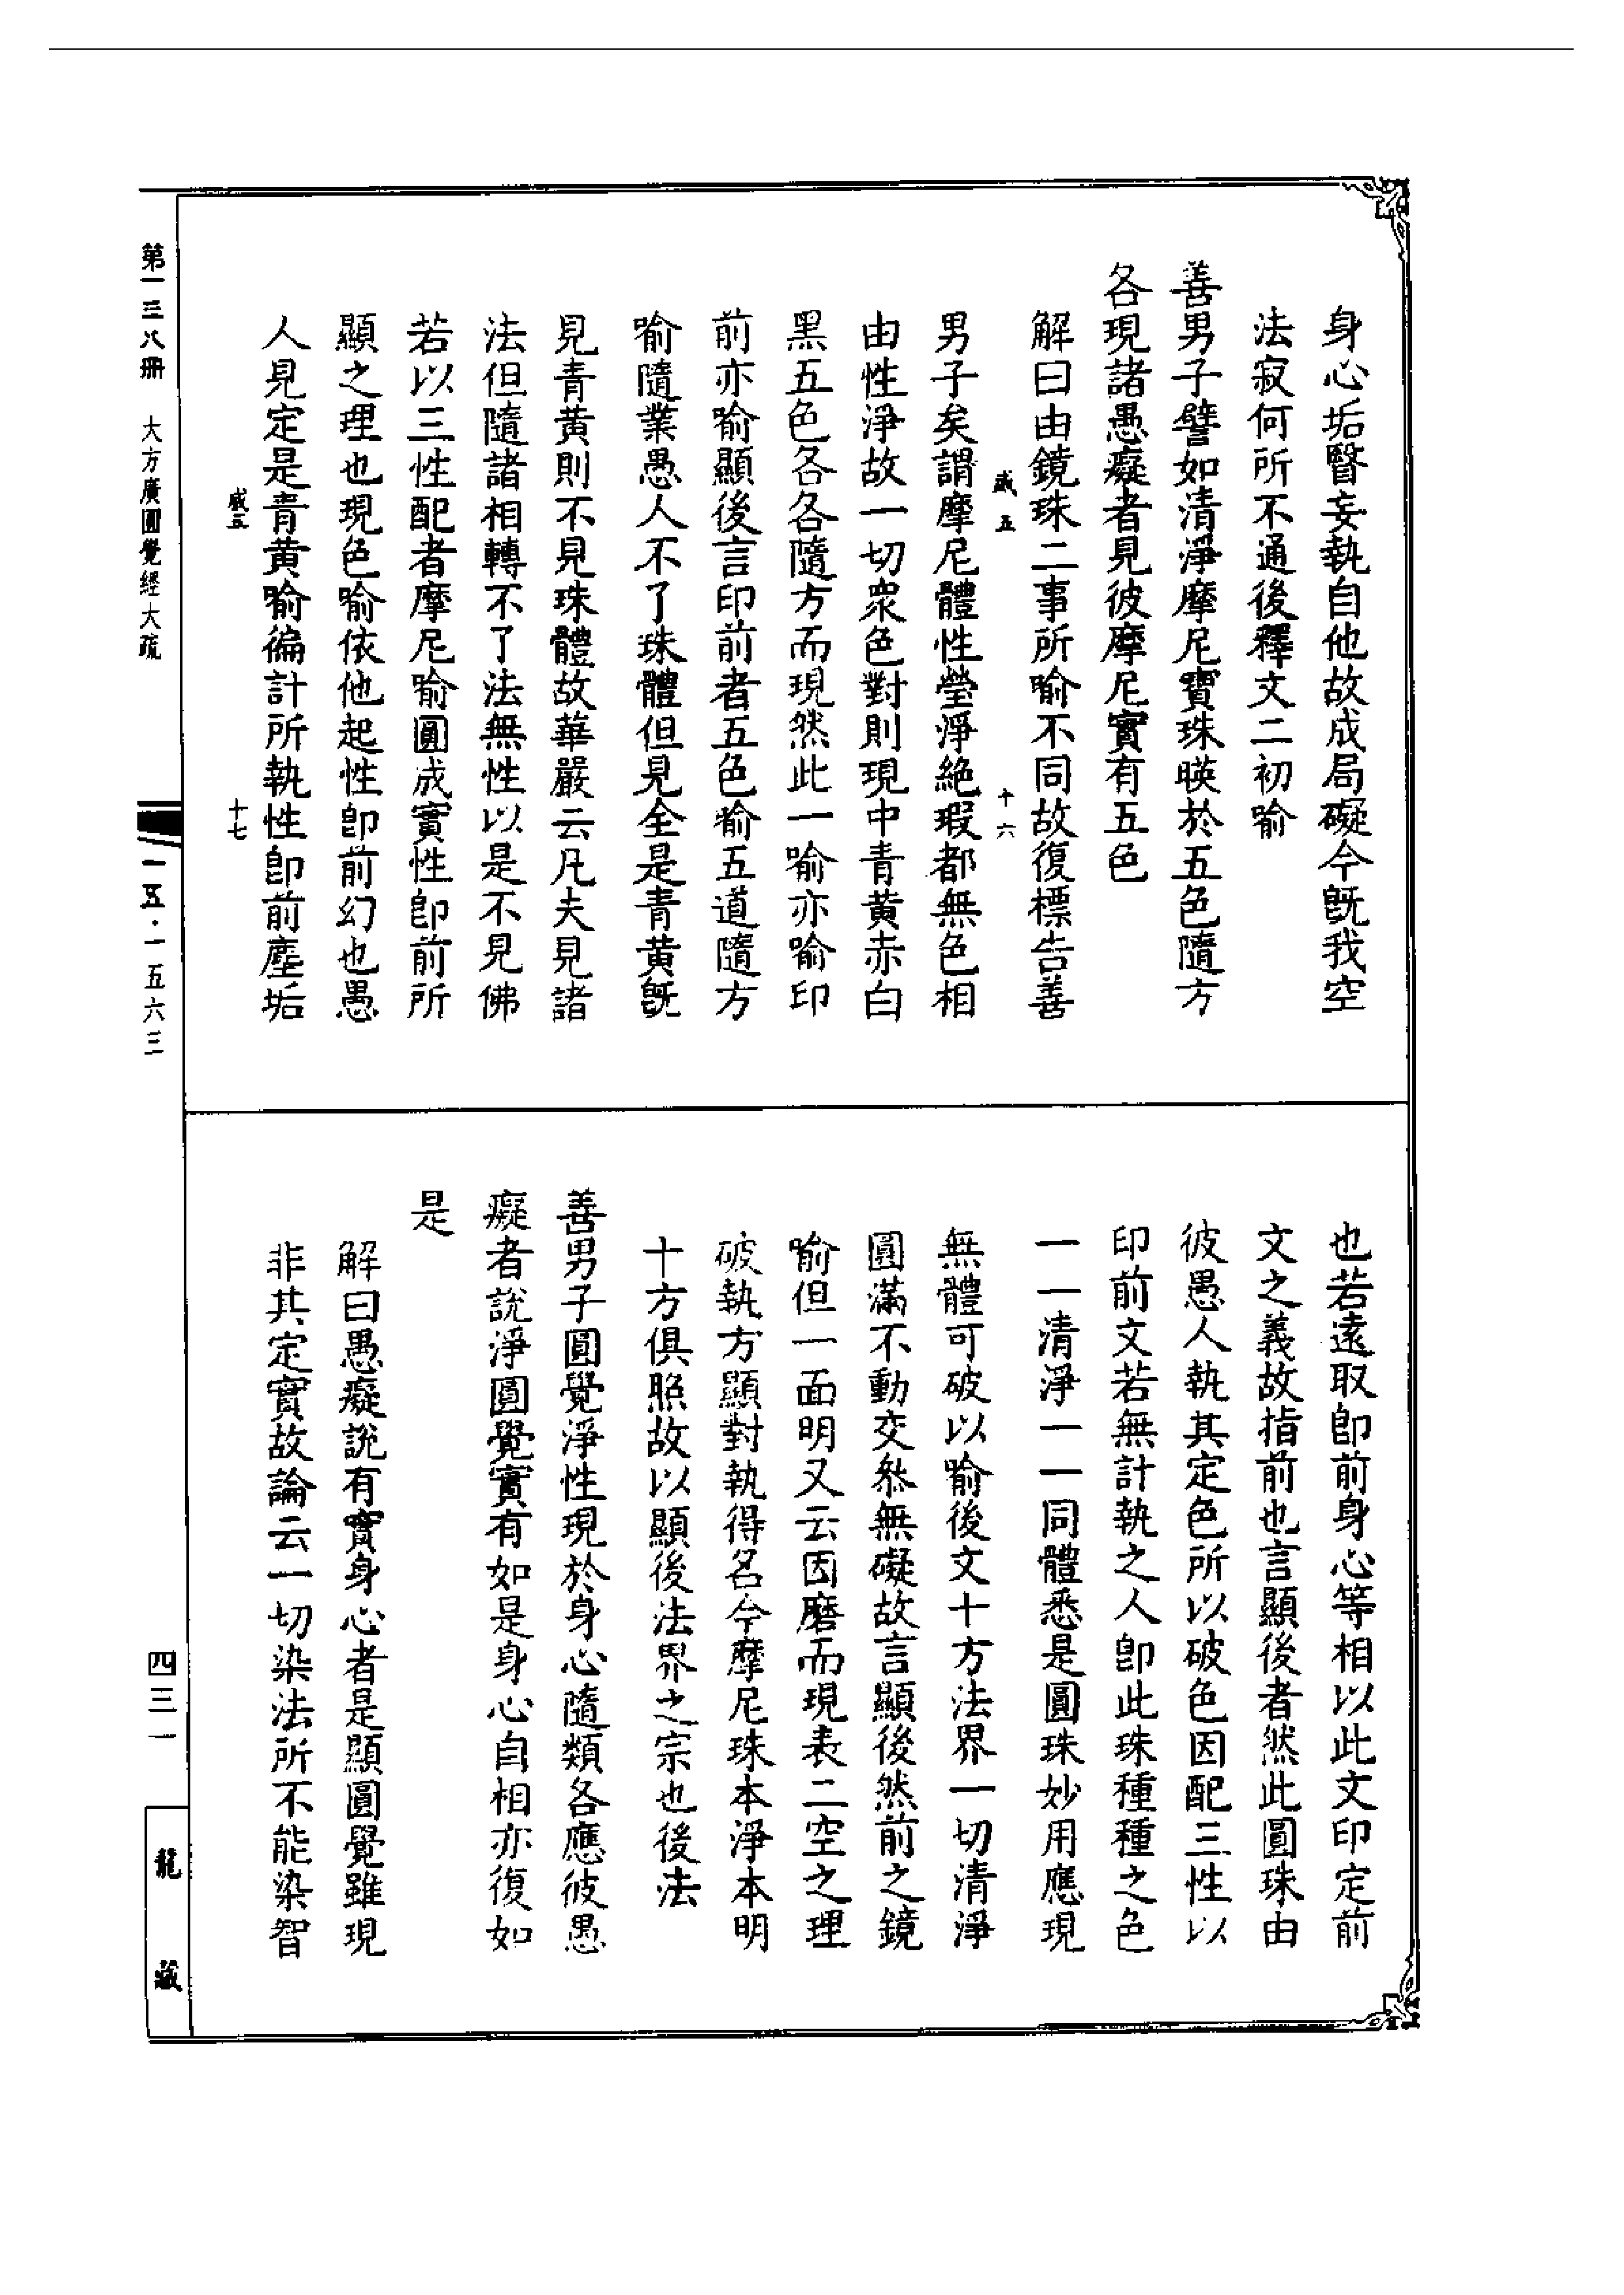 身心垢瞖妄執自他故成局礙今旣我空
法寂何所不通後釋文二初喻
善男子譬如清淨摩尼寶珠暎於五色隨方
各現諸愚癡者見彼摩尼實有五色
解曰由鏡珠二事所喻不同故復標告善
十六
男子矣謂摩尼體性瑩淨絶瑕都無色相
由性淨故一切衆色對則現中青黄赤白
黑五色各各隨方而現然此一喻亦喻印
前亦喻顯後言印前者五色喻五道隨方
喻隨業愚人不了珠體但見全是青黄旣
見青黄則不見珠體故華嚴云凡夫見諸
法但隨諸相轉不了法無性以是不見佛
若以三性配者摩尼喻圓成實性卽前所
顯之理也現色喻依他起性卽前幻也愚
人見定是青黄喻徧計所執性卽前塵垢
十七
也若遠取卽前身心等相以此文印定前
文之義故指前也言顯後者然此圓珠由
彼愚人執其定色所以破色因配三性以
印前文若無計執之人卽此珠種種之色
一一清淨一一同體悉是圓珠妙用應現
無體可破以喻後文十方法界一切清淨
圓滿不動交叅無礙故言顯後然前之鏡
喻但一面明又云因磨而現表二空之理
破執方顯對執得名今摩尼珠本淨本明
十方俱照故以顯後法界之宗也後法
善男子圓覺淨性現於身心隨類各應彼愚
癡者說淨圓覺實有如是身心自相亦復如
是
解曰愚癡說有實身心者是顯圓覺雖現
非其定實故論云一切染法所不能染智
第一三八冊　大方廣圓覺經大疏
一五·一五六三
四三一
龍藏